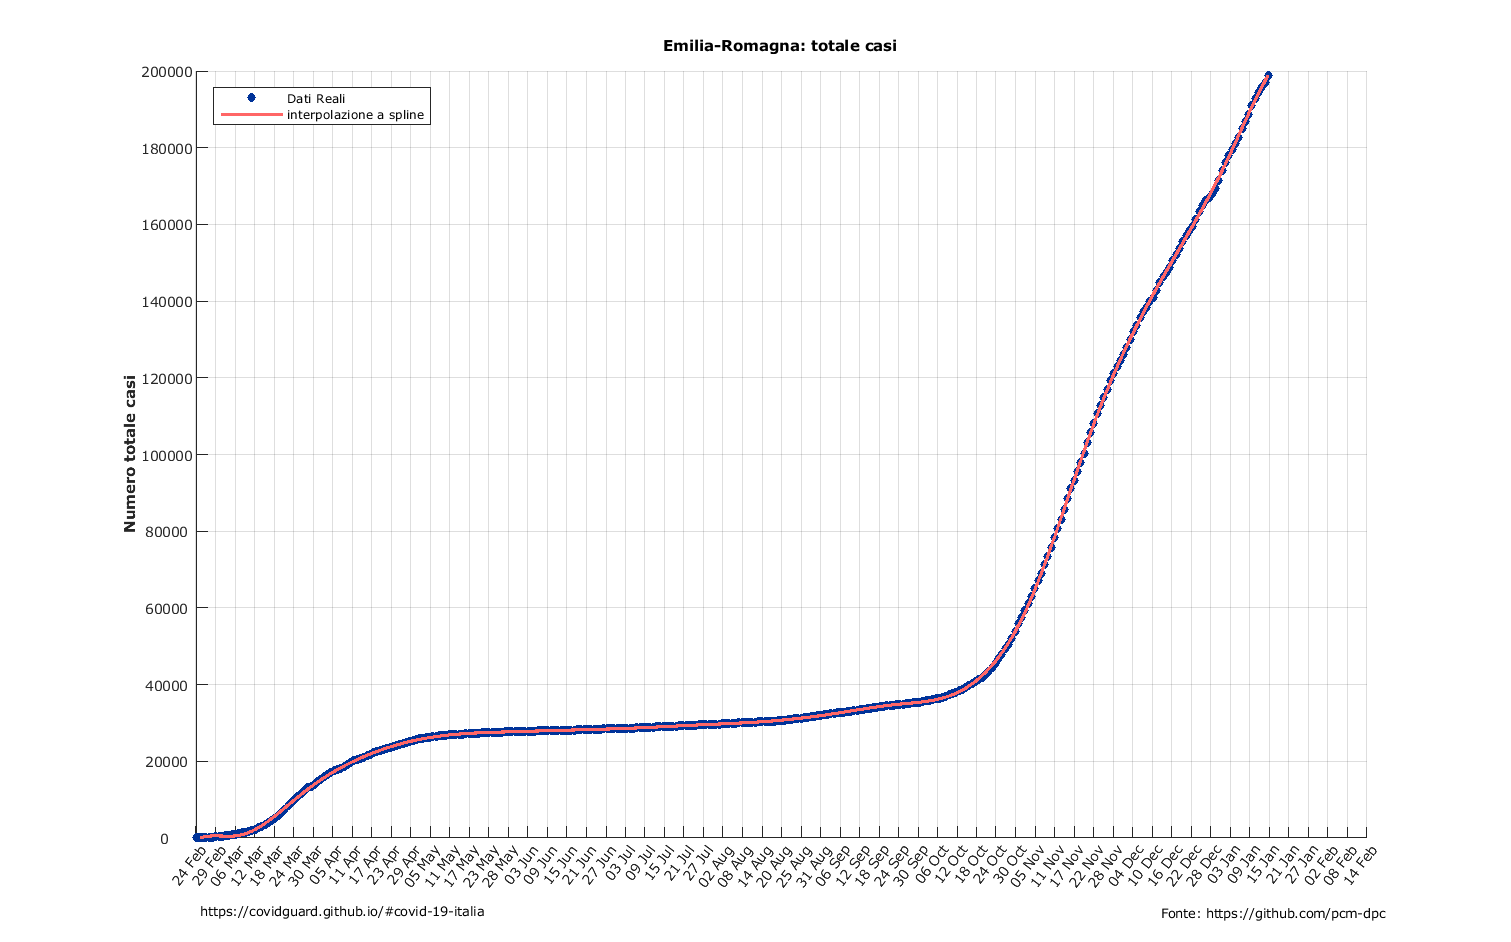 Emilia-Romagna: totale casi
200000
180000
160000
140000
120000
100000
80000
60000
40000
20000
0
Numero totale casi
Dati Reali
interpolazione a spline
24 Feb
29 Feb
06 Mar
12 Mar
18 Mar
24 Mar
30 Mar
05 Apr
11 Apr
17 Apr
23 Apr
29 Apr
05 May
11 May
17 May
23 May
28 May
03 Jun
09 Jun
15 Jun
21 Jun
27 Jun
03 Jul
09 Jul
15 Jul
21 Jul
27 Jul
02 Aug
08 Aug
14 Aug
20 Aug
25 Aug
31 Aug
06 Sep
12 Sep
18 Sep
24 Sep
30 Oct
06 Oct
12 Oct
18 Oct
24 Oct
30 Oct
05 Nov
11 Nov
17 Nov
22 Nov
28 Dec
04 Dec
10 Dec
16 Dec
22 Dec
28 Dec
03 Jan
09 Jan
15 Jan
21 Jan
27 Jan
02 Feb
08 Feb
14 Feb
https://covidguard.github.io/#covid-19-italia
Fonte: https://github.com/pcm-dpc